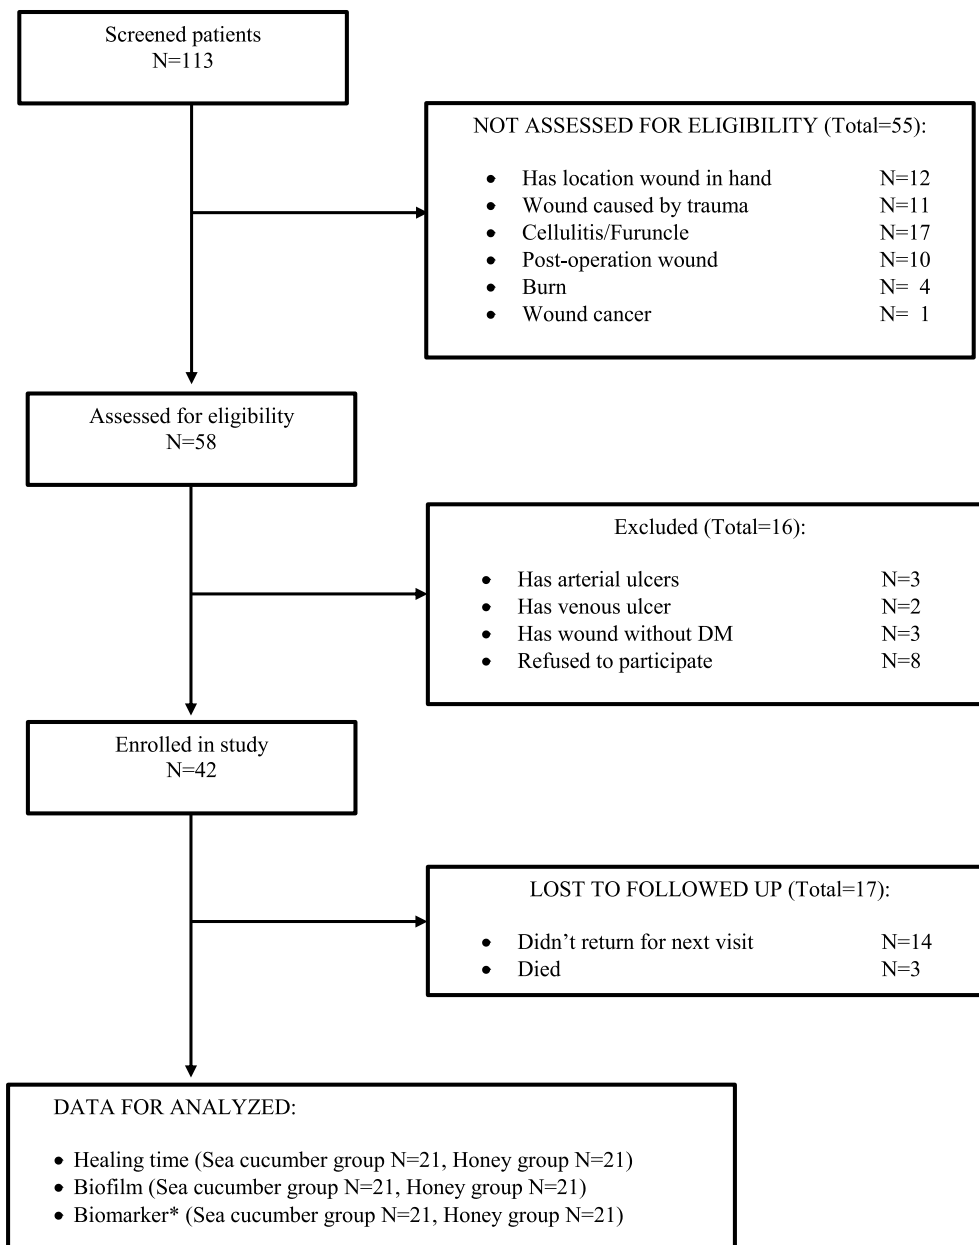 Screened patients
N=113
NOT ASSESSED FOR ELIGIBILITY (Total=55):
• Has location wound in hand N=12
• Wound caused by trauma N=11
• Cellulitis/Furuncle N=17
• Post-operation wound N=10
• Burn N= 4
• Wound cancer N= 1
Assessed for eligibility
N=58
Excluded (Total=16):
• Has arterial ulcers N=3
• Has venous ulcer N=2
• Has wound without DM N=3
• Refused to participate N=8
Enrolled in study
N=42
LOST TO FOLLOWED UP (Total=17):
• Didn’t return for next visit N=14
• Died N=3
DATA FOR ANALYZED:
• Healing time (Sea cucumber group N=21, Honey group N=21)
• Biofilm (Sea cucumber group N=21, Honey group N=21)
• Biomarker* (Sea cucumber group N=21, Honey group N=21)